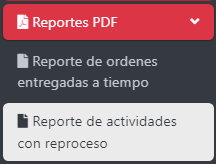 Reportes PDF
Reporte de ordenes
entregadas a tiempo
Reporte de actividades
con reproceso